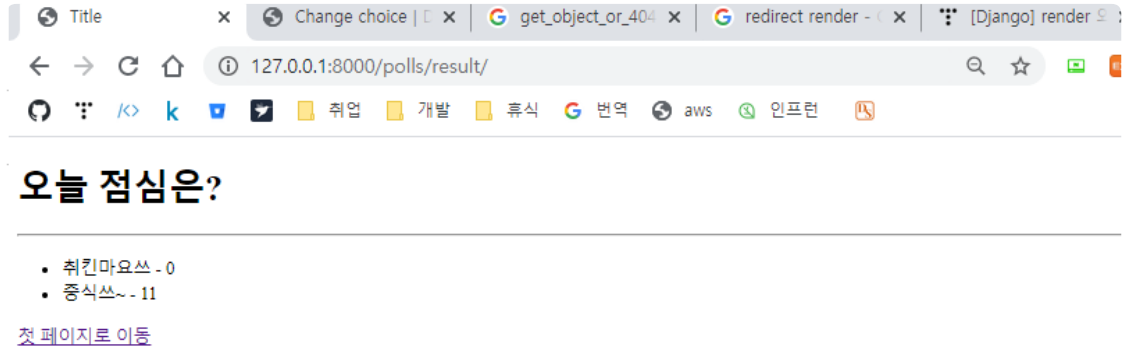 Title
Change choice | D
get_object_or_404
redirect render - G
[Django] render 와
127.0.0.1:8000/polls/result/
취업
개발
휴식
번역
aws
인프런
오늘 점심은?
취킨마요쓰 - 0
중식쓰~ - 11
첫 페이지로 이동